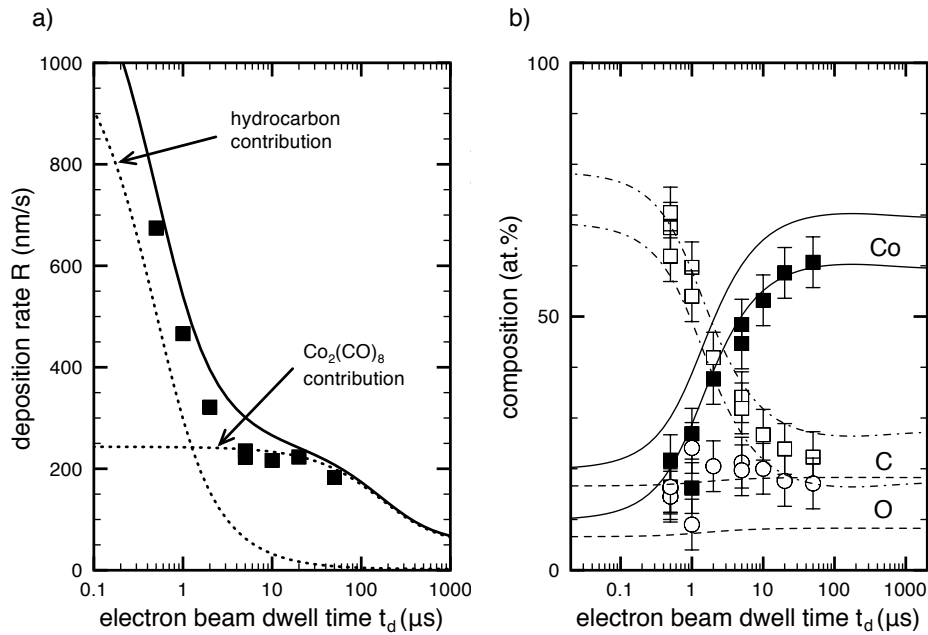 a)
1000
800
600
400
200
0
deposition rate R (nm/s)
hydrocarbon
contribution
Co₂(CO)₈
contribution
0.1 1 10 100 1000
electron beam dwell time t_d (µs)
b)
100
50
0
composition (at.%)
Co
C
O
0.1 1 10 100 1000
electron beam dwell time t_d (µs)